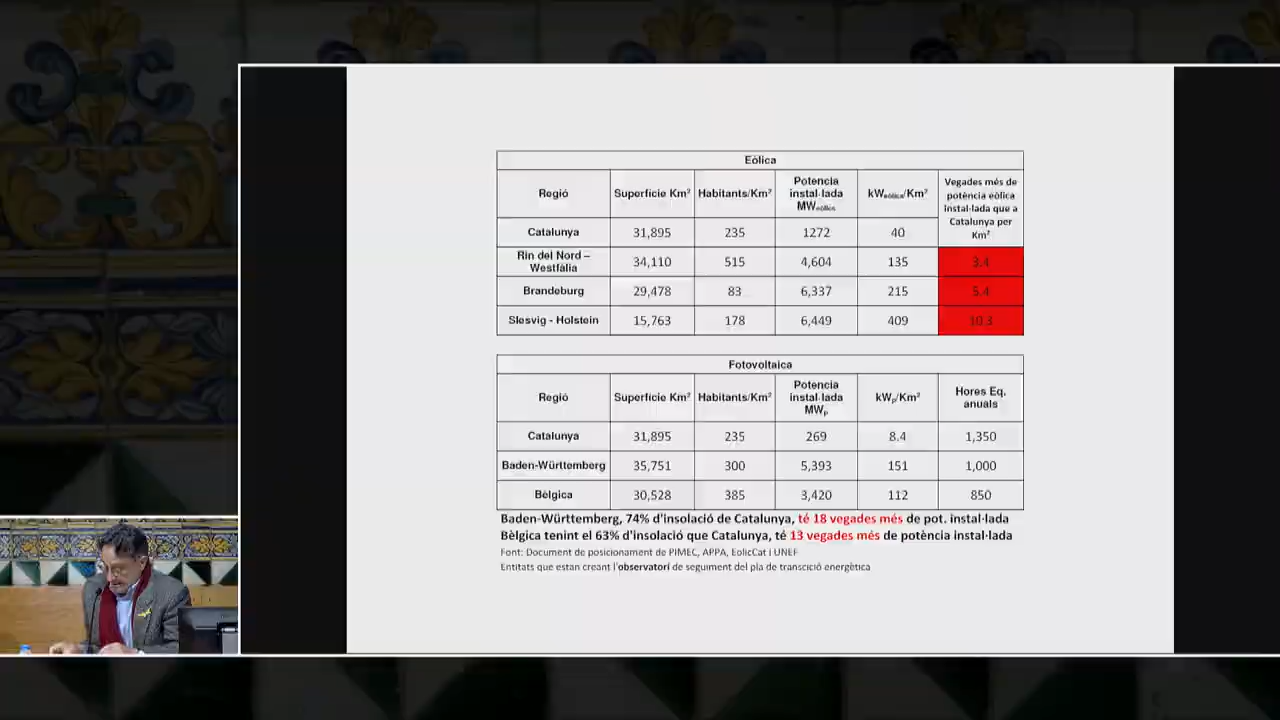 Eòlica
Regió Superfície Km² Habitants/Km² Potencia instal·lada MWeòlics kWeòlics/Km² Vegades més de potència eòlica instal·lada que a Catalunya per Km²
Catalunya 31,895 235 1272 40
Rin del Nord – Westfàlia 34,110 515 4,604 135 3.4
Brandeburg 29,478 83 6,337 215 5.4
Slesvig - Holstein 15,763 178 6,449 409 10.3
Fotovoltaica
Regió Superfície Km² Habitants/Km² Potencia instal·lada MWp kWp/Km² Hores Eq. anuals
Catalunya 31,895 235 269 8.4 1,350
Baden-Württemberg 35,751 300 5,393 151 1,000
Bèlgica 30,528 385 3,420 112 850
Baden-Württemberg, 74% d'insolació de Catalunya, té 18 vegades més de pot. instal·lada
Bèlgica tenint el 63% d'insolació que Catalunya, té 13 vegades més de potència instal·lada
Font: Document de posicionament de PIMEC, APPA, EolicCat i UNEF
Entitats que estan creant l'observatori de seguiment del pla de transcició energètica